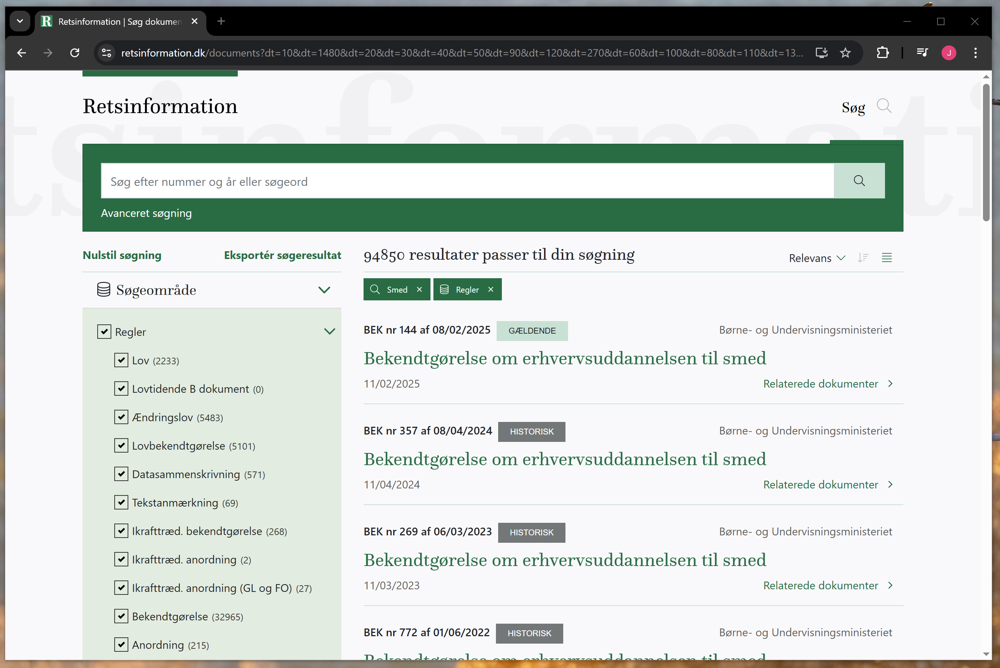 Retsinformation | Søg dokumen
retsinformation.dk/documents?dt=10&dt=1480&dt=20&dt=30&dt=40&dt=50&dt=90&dt=120&dt=270&dt=60&dt=100&dt=80&dt=110&dt=13...
J
Retsinformation
Søg
Søg efter nummer og år eller søgeord
Avanceret søgning
Nulstil søgning
Eksportér søgeresultat
Søgeområde
Regler
Lov (2233)
Lovtidende B dokument (0)
Ændringslov (5483)
Lovbekendtgørelse (5101)
Datasammenskrivning (571)
Tekstanmærkning (69)
Ikrafttræd. bekendtgørelse (268)
Ikrafttræd. anordning (2)
Ikrafttræd. anordning (GL og FO) (27)
Bekendtgørelse (32965)
Anordning (215)
94850 resultater passer til din søgning
Relevans
Smed
Regler
BEK nr 144 af 08/02/2025 GÆLDENDE Børne- og Undervisningsministeriet
Bekendtgørelse om erhvervsuddannelsen til smed
11/02/2025 Relaterede dokumenter
BEK nr 357 af 08/04/2024 HISTORISK Børne- og Undervisningsministeriet
Bekendtgørelse om erhvervsuddannelsen til smed
11/04/2024 Relaterede dokumenter
BEK nr 269 af 06/03/2023 HISTORISK Børne- og Undervisningsministeriet
Bekendtgørelse om erhvervsuddannelsen til smed
11/03/2023 Relaterede dokumenter
BEK nr 772 af 01/06/2022 HISTORISK Børne- og Undervisningsministeriet
Bekendtgørelse om erhvervsuddannelsen til smed